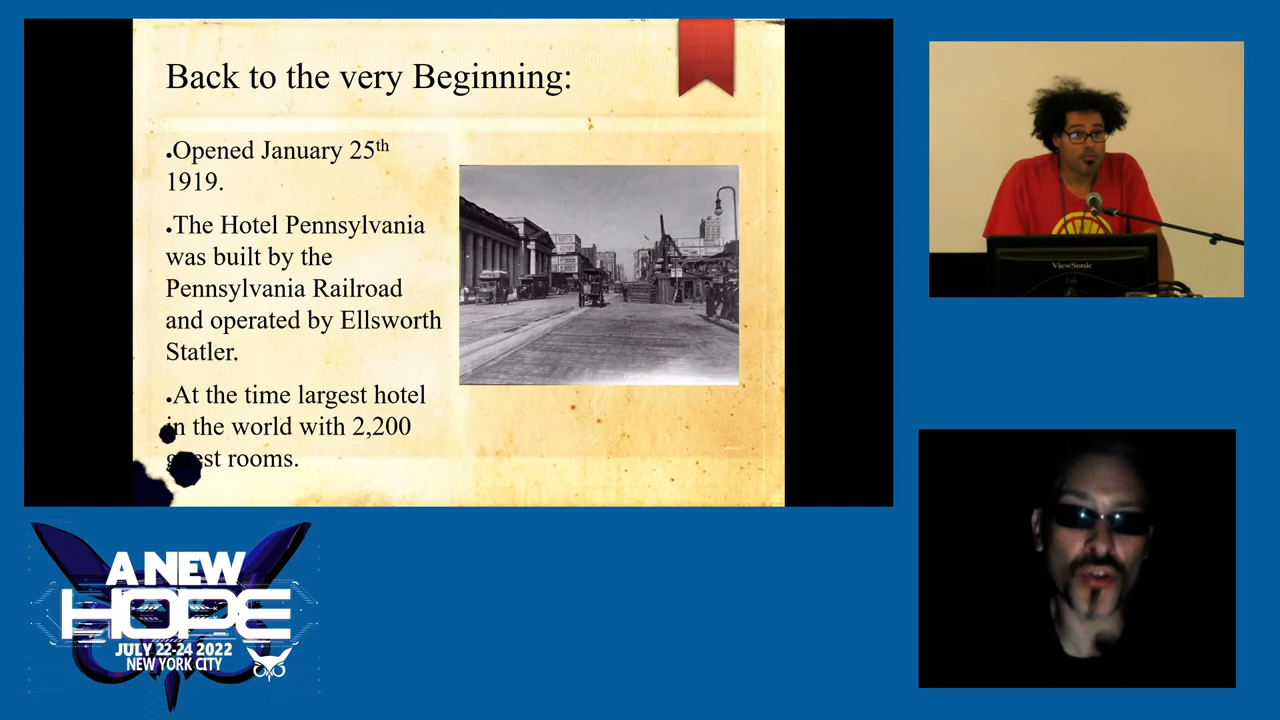 Back to the very Beginning:
•Opened January 25th
1919.
•The Hotel Pennsylvania
was built by the
Pennsylvania Railroad
and operated by Ellsworth
Statler.
•At the time largest hotel
in the world with 2,200
guest rooms.
ViewSonic
A NEW
HOPE
JULY 22-24 2022
NEW YORK CITY